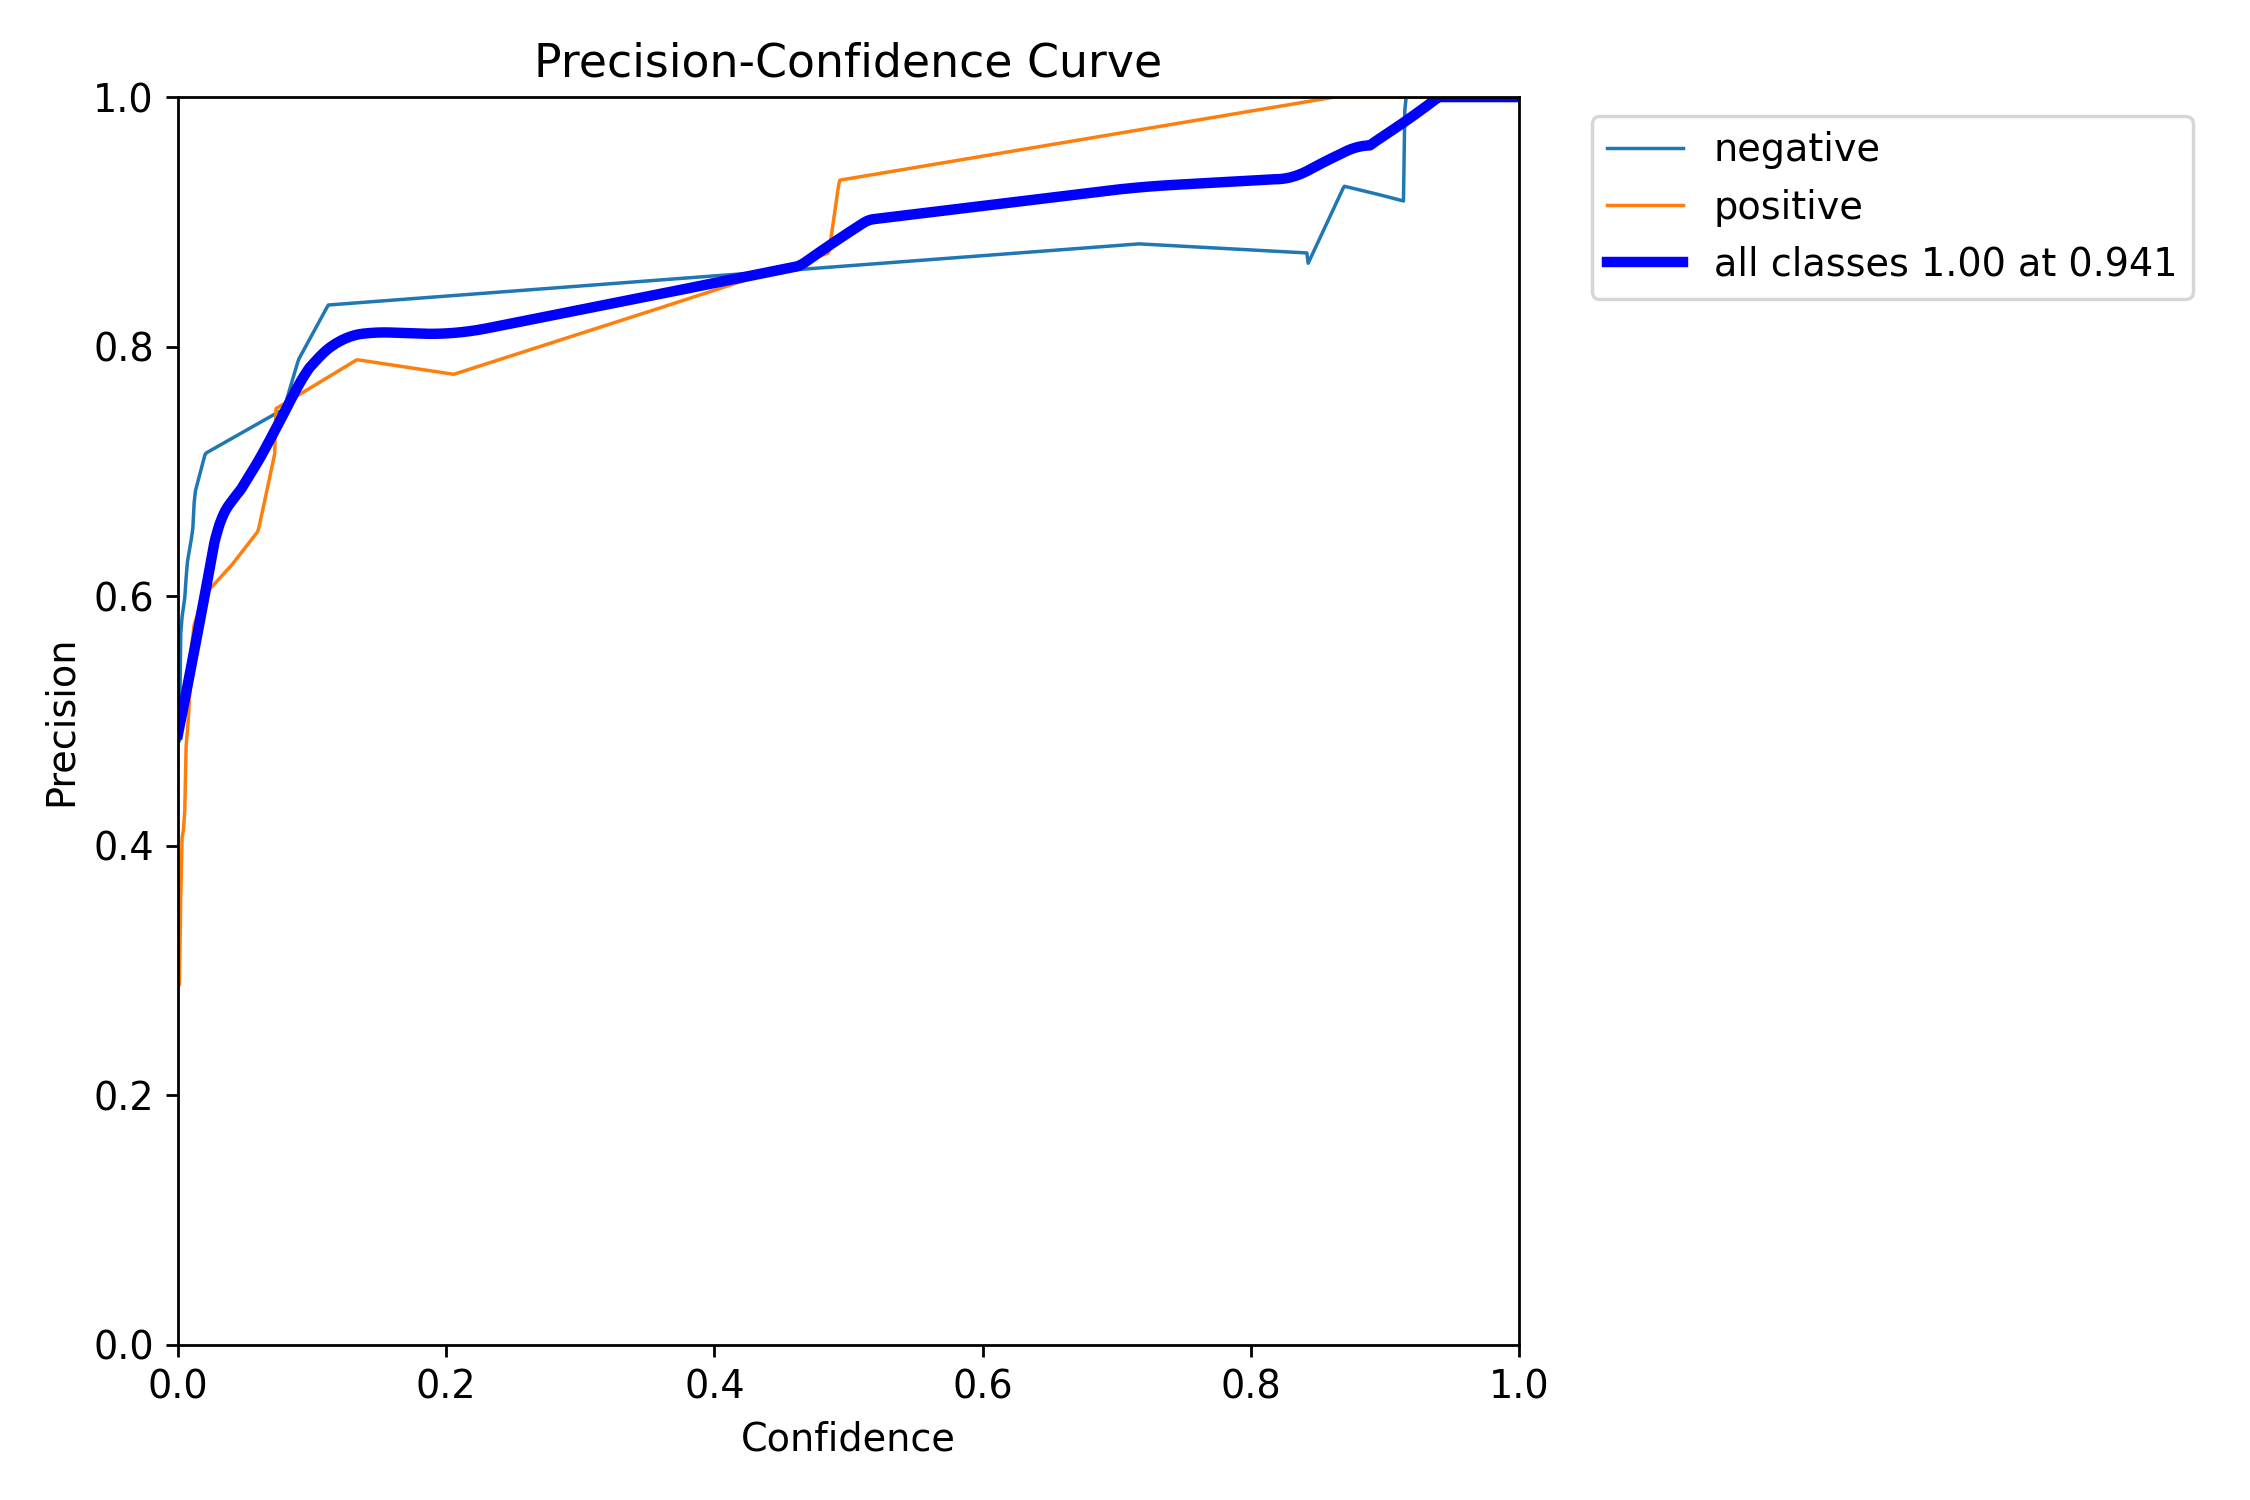 Precision-Confidence Curve
1.0
0.8
0.6
0.4
0.2
0.0
Precision
0.0 0.2 0.4 0.6 0.8 1.0
Confidence
negative
positive
all classes 1.00 at 0.941